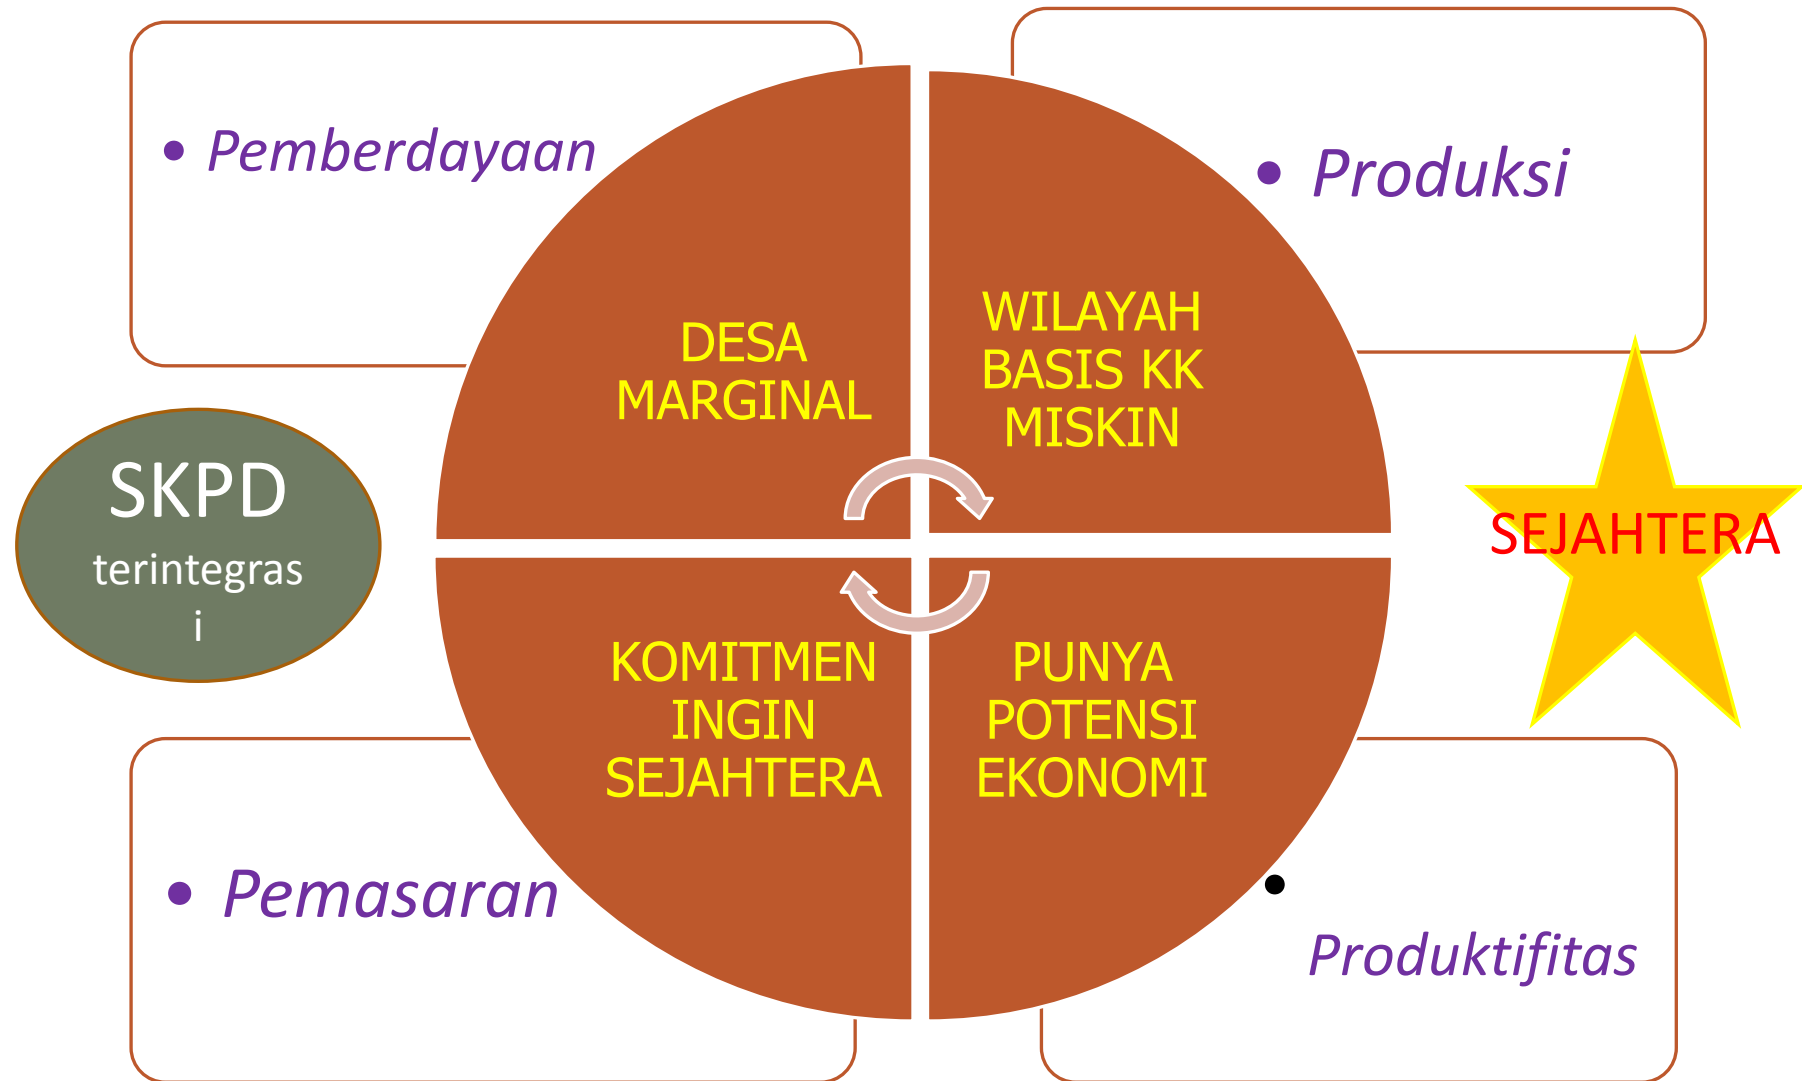 • Pemberdayaan
• Produksi
DESA
MARGINAL
WILAYAH
BASIS KK
MISKIN
SKPD
terintegras
i
SEJAHTERA
KOMITMEN
INGIN
SEJAHTERA
PUNYA
POTENSI
EKONOMI
• Pemasaran
•
Produktifitas